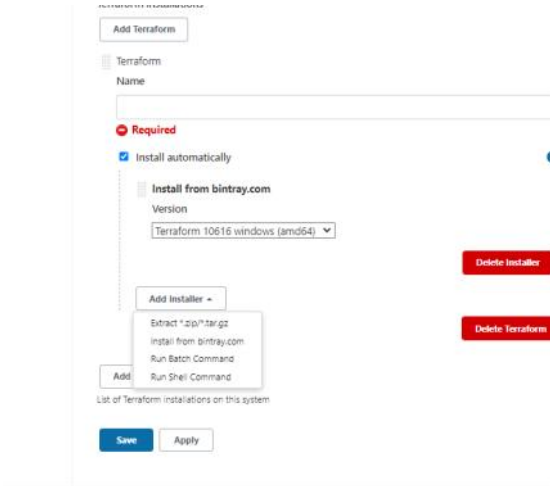 Terraform installations
Add Terraform
Terraform
Name
Required
Install automatically
Install from bintray.com
Version
Terraform 10616 windows (amd64)
Delete Installer
Add Installer
Extract *.zip/*.tar.gz
Install from bintray.com
Run Batch Command
Run Shell Command
Delete Terraform
Add
List of Terraform installations on this system
Save
Apply